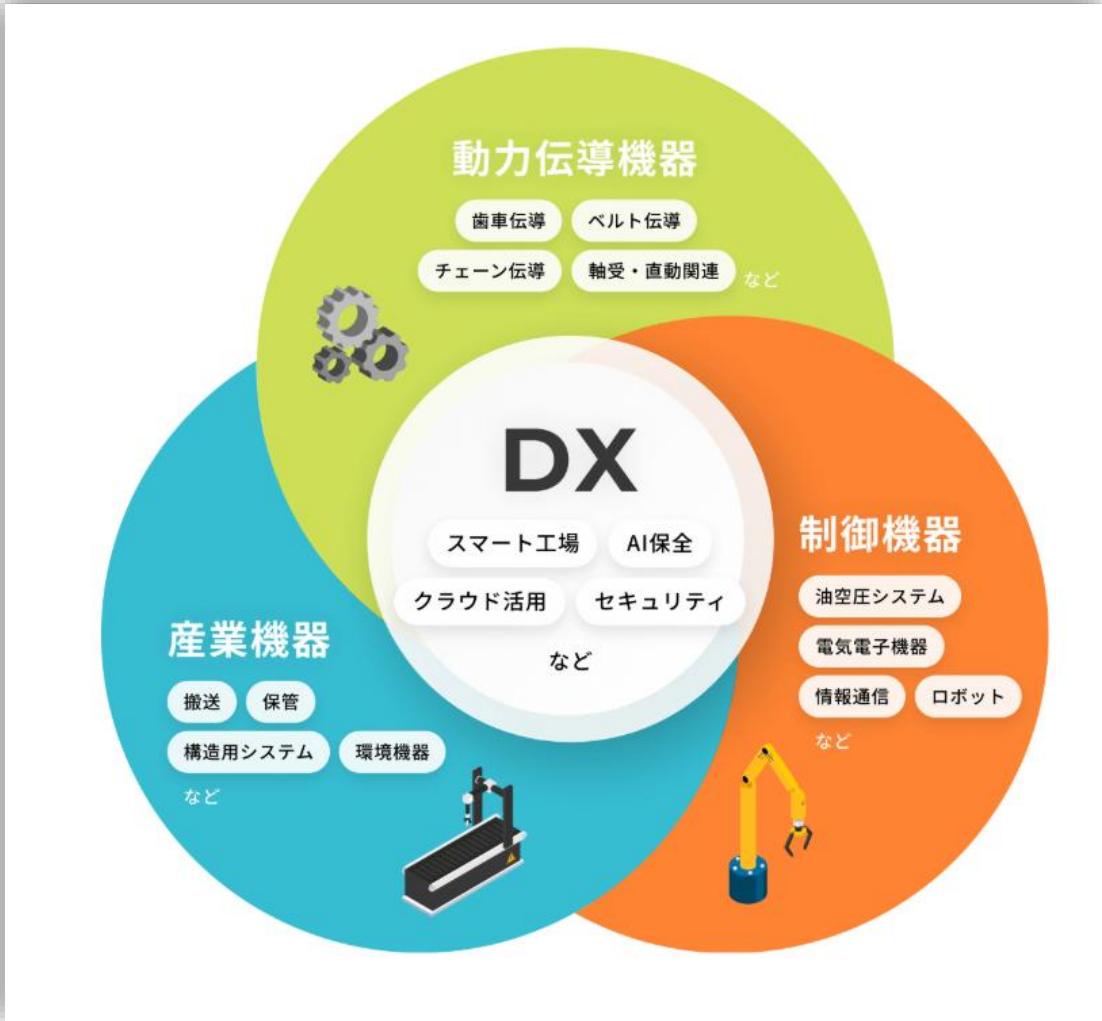 動力伝導機器
歯車伝導 ベルト伝導
チェーン伝導 軸受・直動関連 など
DX
スマート工場 AI保全
クラウド活用 セキュリティ
など
制御機器
油空圧システム
電気電子機器
情報通信 ロボット
など
産業機器
搬送 保管
構造用システム 環境機器
など